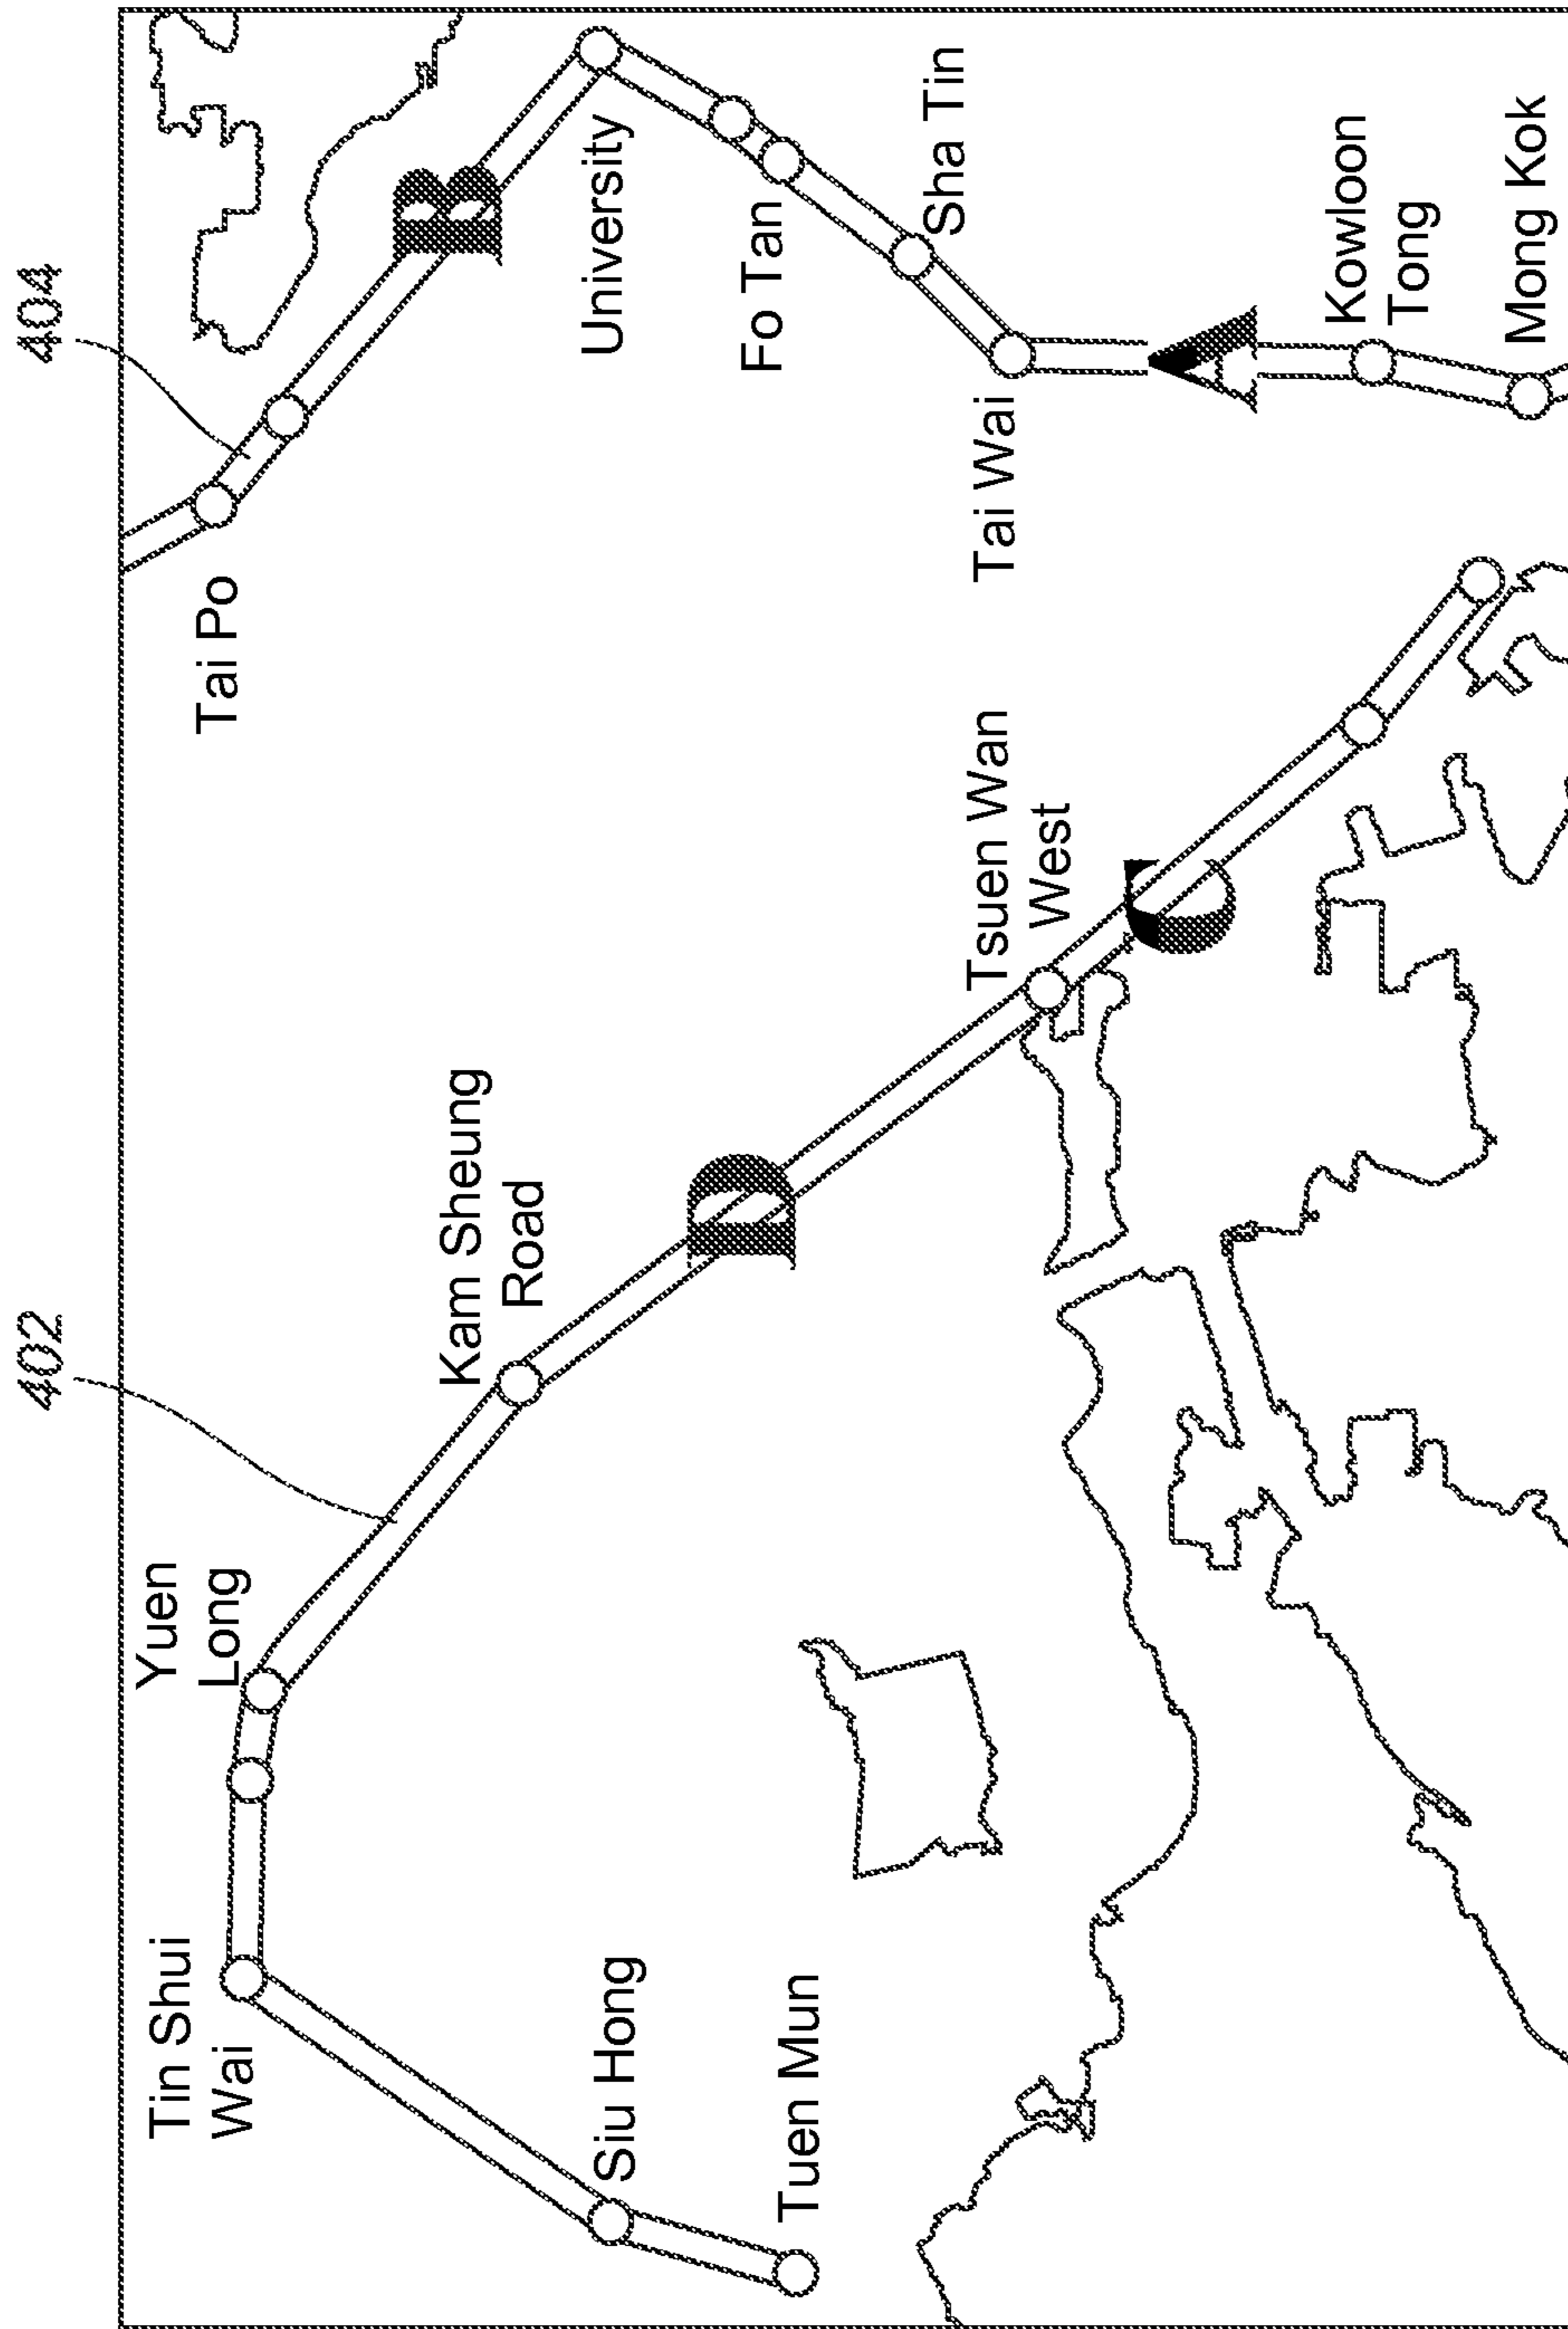 402
404
Tin Shui
Wai
Yuen
Long
Tai Po
B
Kam Sheung
Road
University
Siu Hong
D
Fo Tan
Tuen Mun
Sha Tin
Tsuen Wan
West
Tai Wai
A
Kowloon
Tong
Mong Kok